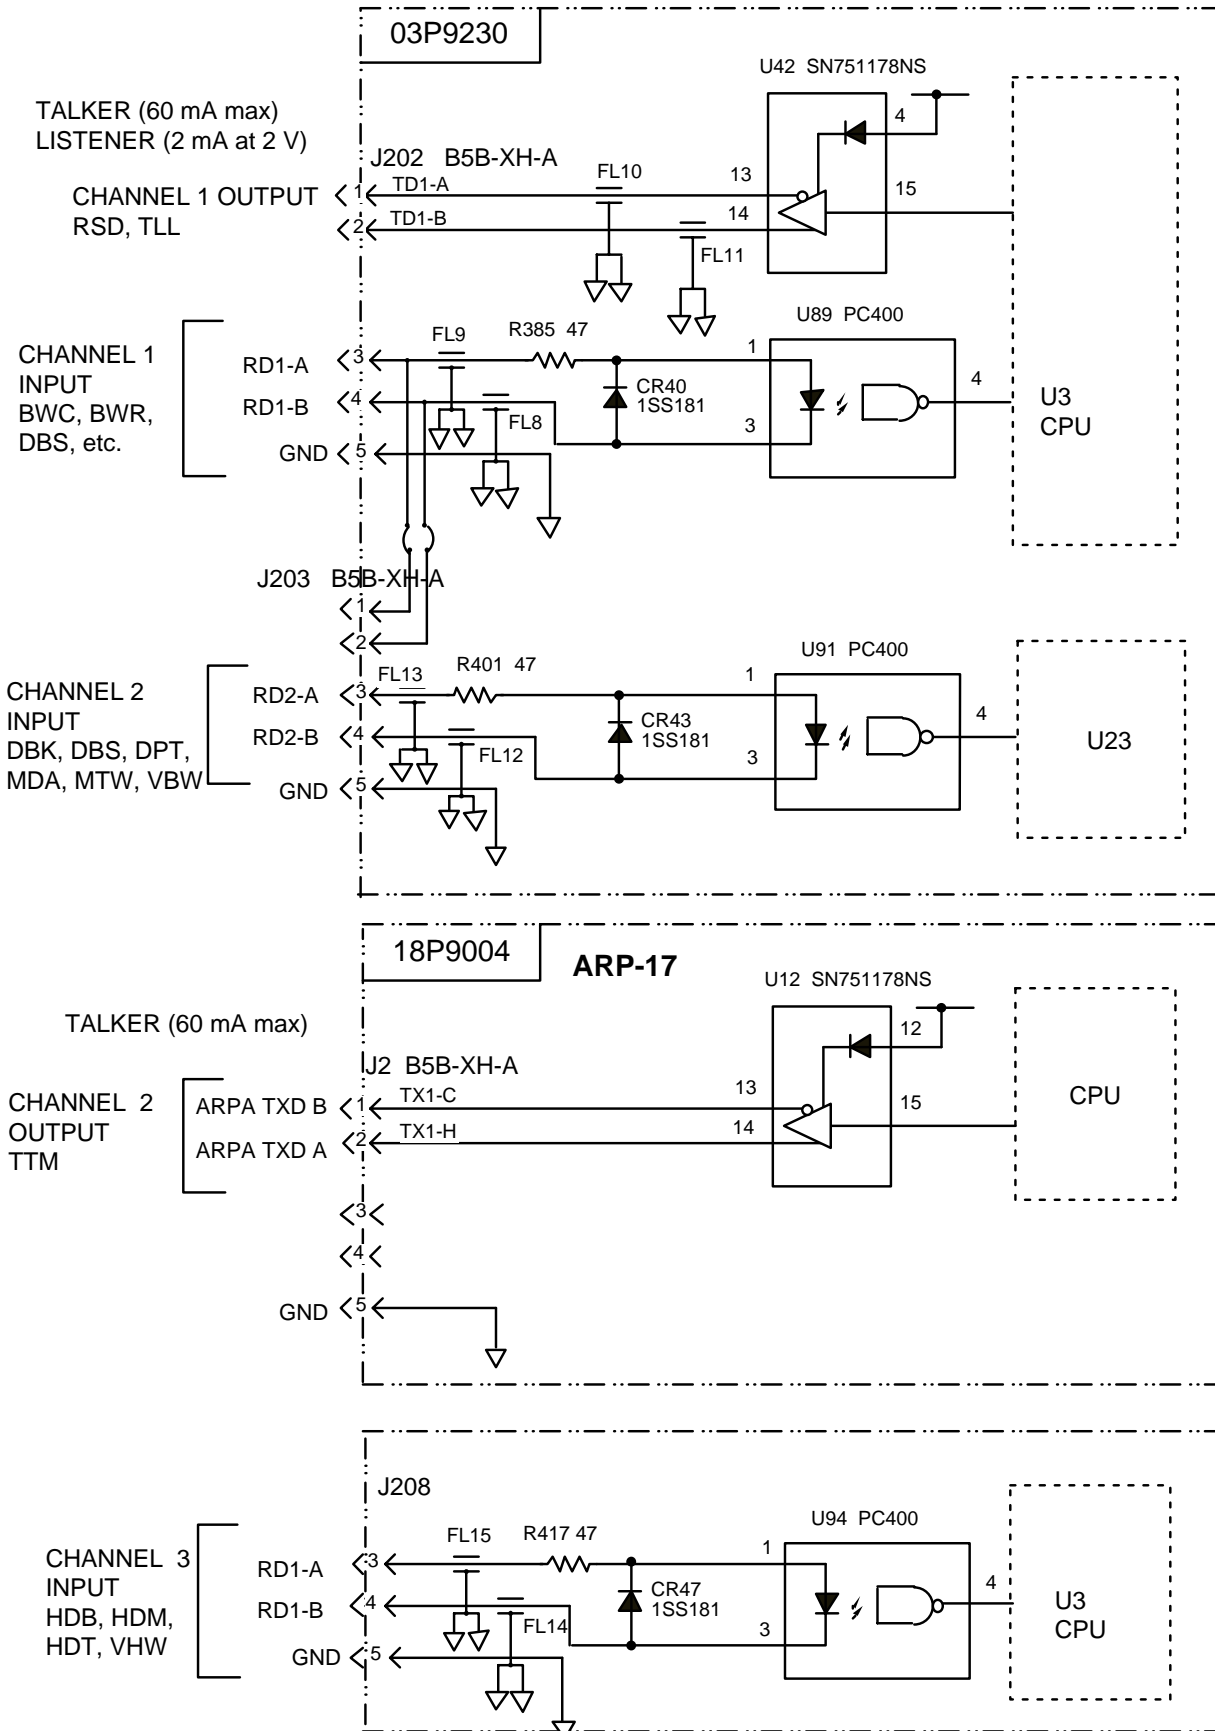 03P9230
U42 SN751178NS
TALKER (60 mA max)
LISTENER (2 mA at 2 V)
4
J202 B5B-XH-A
FL10
13
15
CHANNEL 1 OUTPUT
RSD, TLL
1
TD1-A
2
TD1-B
14
FL11
U89 PC400
CHANNEL 1
INPUT
BWC, BWR,
DBS, etc.
RD1-A
3
FL9
R385 47
1
CR40
1SS181
4
U3
CPU
RD1-B
4
FL8
3
GND
5
J203 B5B-XH-A
1
2
U91 PC400
CHANNEL 2
INPUT
DBK, DBS, DPT,
MDA, MTW, VBW
RD2-A
3
FL13
R401 47
1
CR43
1SS181
4
U23
RD2-B
4
FL12
3
GND
5
18P9004
ARP-17
U12 SN751178NS
TALKER (60 mA max)
12
J2 B5B-XH-A
CHANNEL 2
OUTPUT
TTM
ARPA TXD B
1
TX1-C
13
15
CPU
ARPA TXD A
2
TX1-H
14
3
4
GND
5
J208
U94 PC400
CHANNEL 3
INPUT
HDB, HDM,
HDT, VHW
RD1-A
3
FL15
R417 47
1
CR47
1SS181
4
U3
CPU
RD1-B
4
FL14
3
GND
5